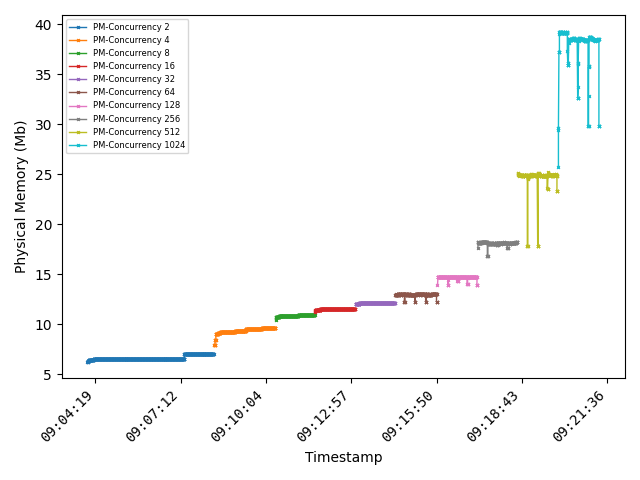 40
35
30
25
20
15
10
5
Physical Memory (Mb)
PM-Concurrency 2
PM-Concurrency 4
PM-Concurrency 8
PM-Concurrency 16
PM-Concurrency 32
PM-Concurrency 64
PM-Concurrency 128
PM-Concurrency 256
PM-Concurrency 512
PM-Concurrency 1024
09:04:19
09:07:12
09:10:04
09:12:57
09:15:50
09:18:43
09:21:36
Timestamp